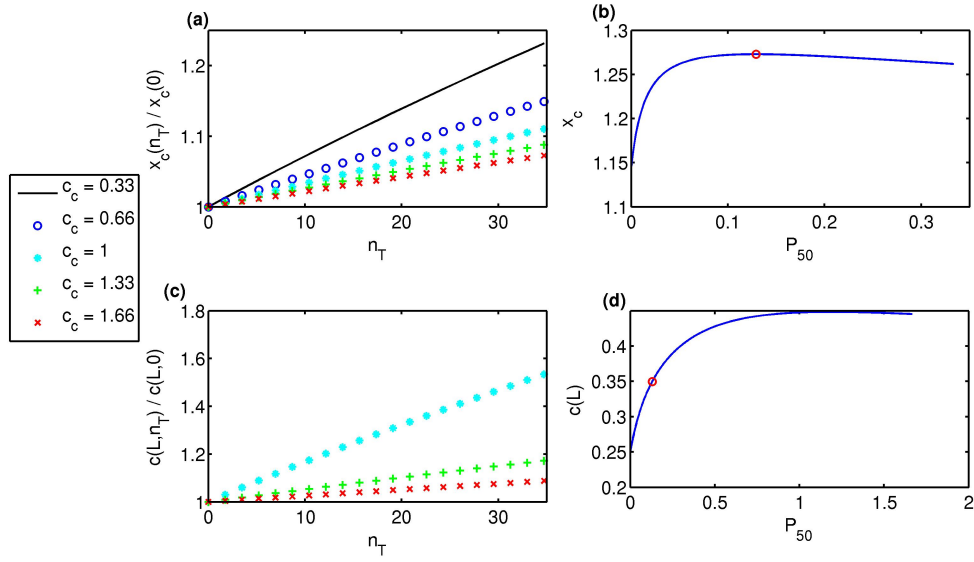 (a)
x_c(n_T) / x_c(0)
1.2
1.1
1
0
10
20
30
n_T
(b)
x_c
1.3
1.25
1.2
1.15
1.1
0
0.1
0.2
0.3
P_50
c_c = 0.33
c_c = 0.66
c_c = 1
c_c = 1.33
c_c = 1.66
(c)
c(L,n_T) / c(L,0)
1.8
1.6
1.4
1.2
1
0
10
20
30
n_T
(d)
c(L)
0.4
0.35
0.3
0.25
0.2
0
0.5
1
1.5
2
P_50